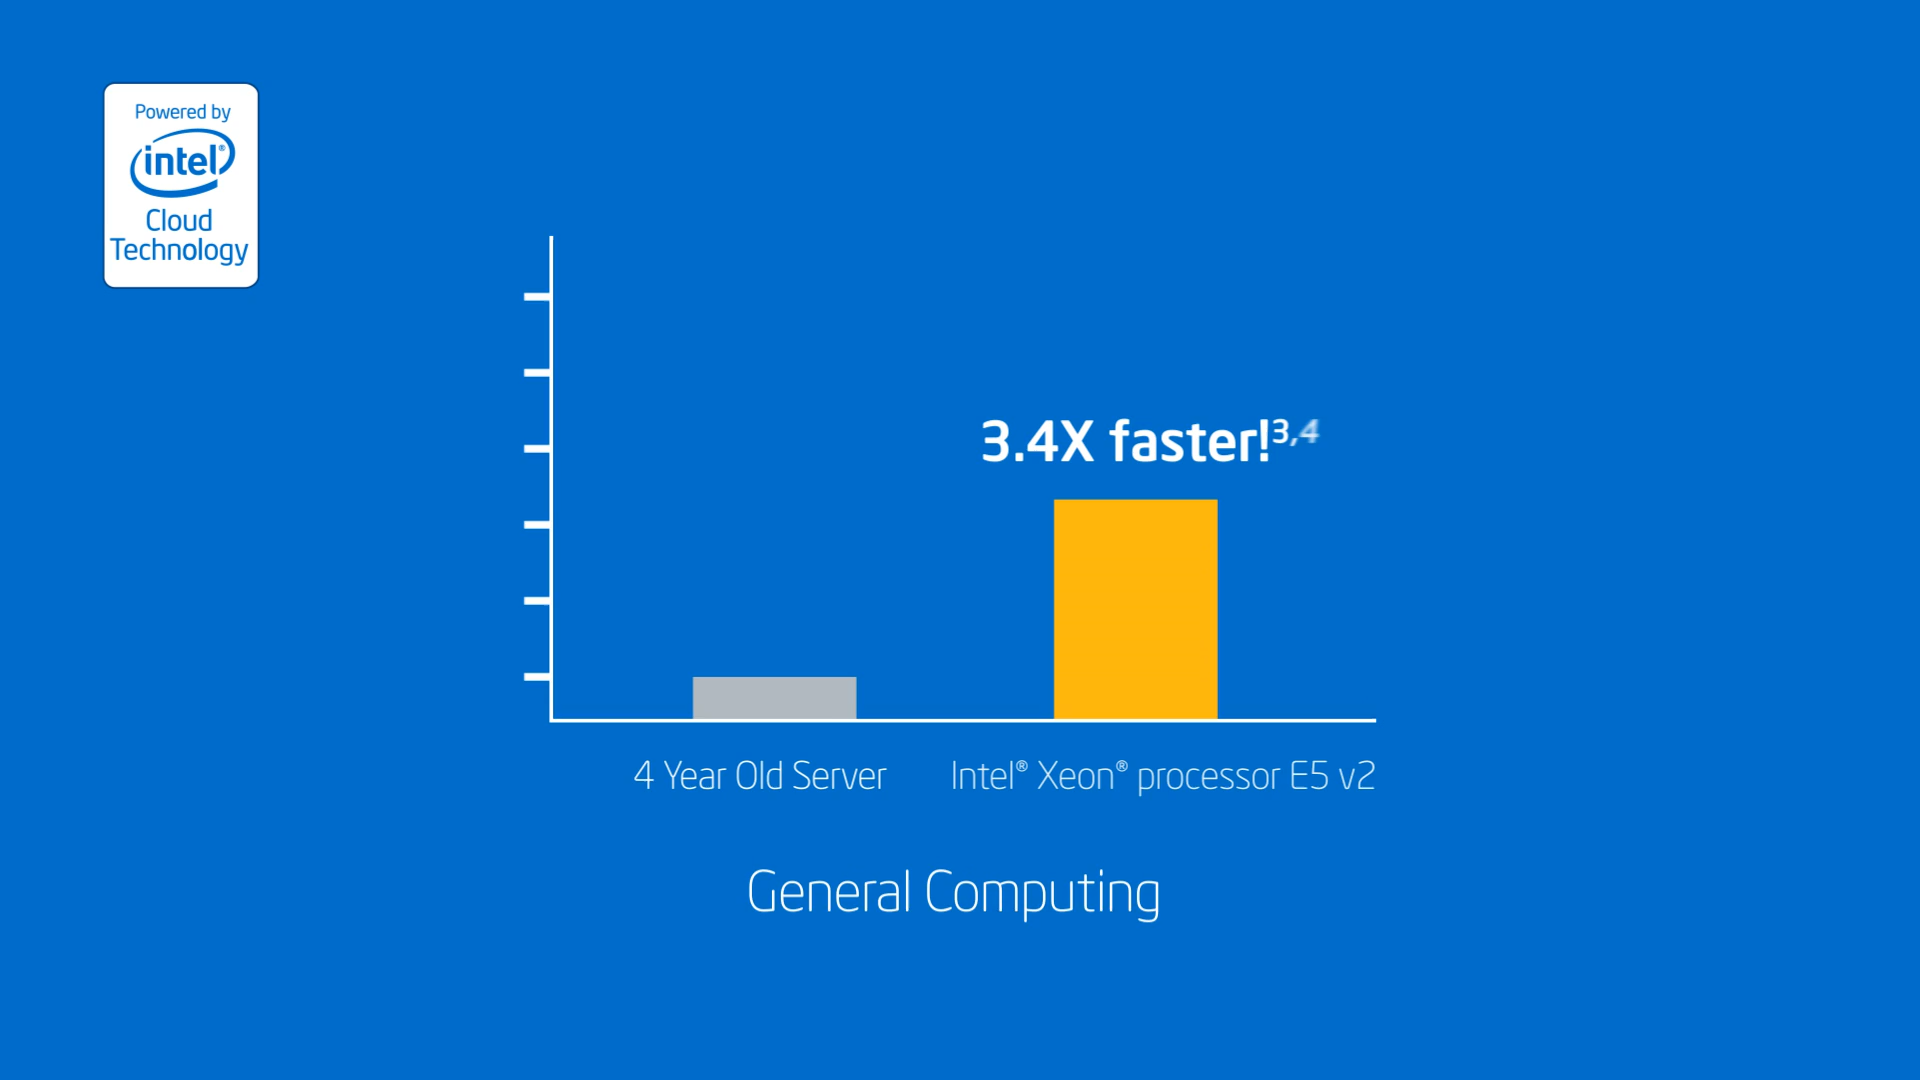 Powered by
intel®
Cloud
Technology
3.4X faster!³,⁴
4 Year Old Server
Intel® Xeon® processor E5 v2
General Computing